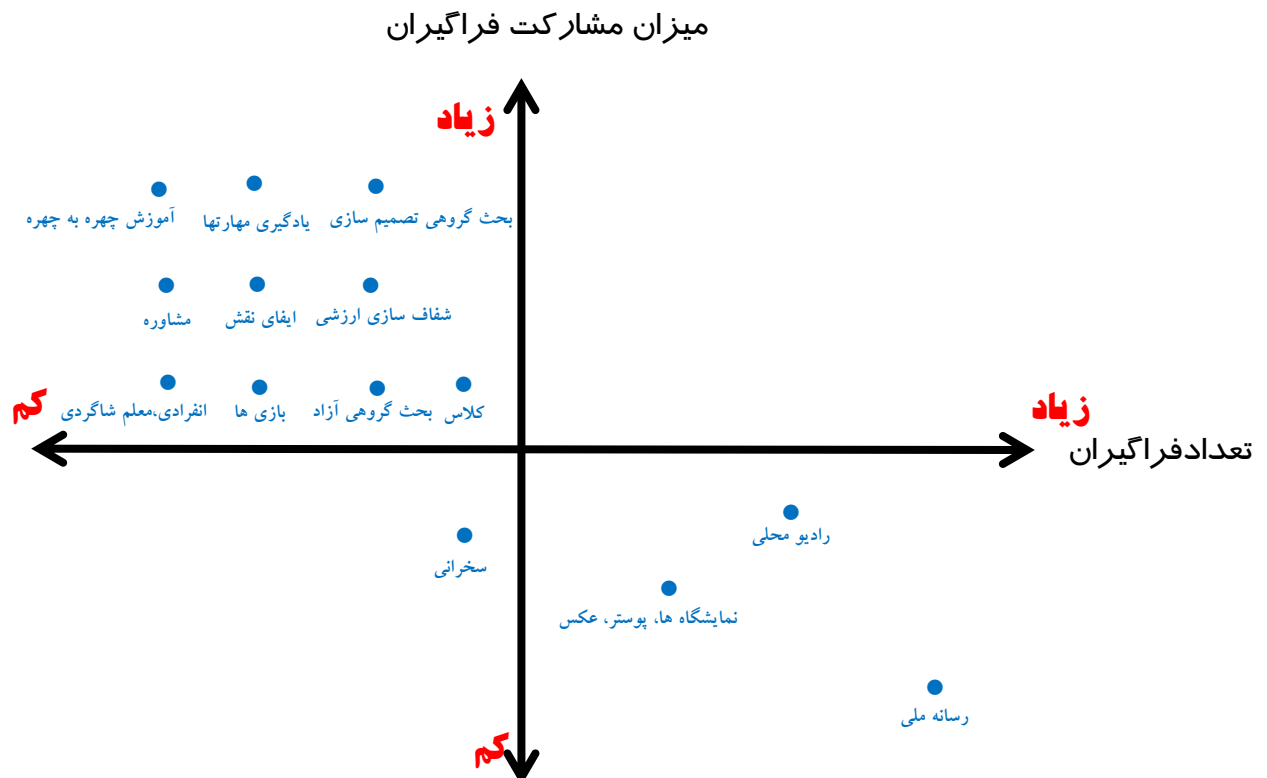 میزان مشارکت فراگیران
زیاد
بحث گروهی تصمیم سازی
یادگیری مهارتها
آموزش چهره به چهره
شفاف سازی ارزشی
ایفای نقش
مشاوره
کلاس
بحث گروهی آزاد
بازی ها
انفرادی،معلم شاگردی
کم
زیاد
تعدادفراگیران
رادیو محلی
سخرانی
نمایشگاه ها، پوستر، عکس
رسانه ملی
کم